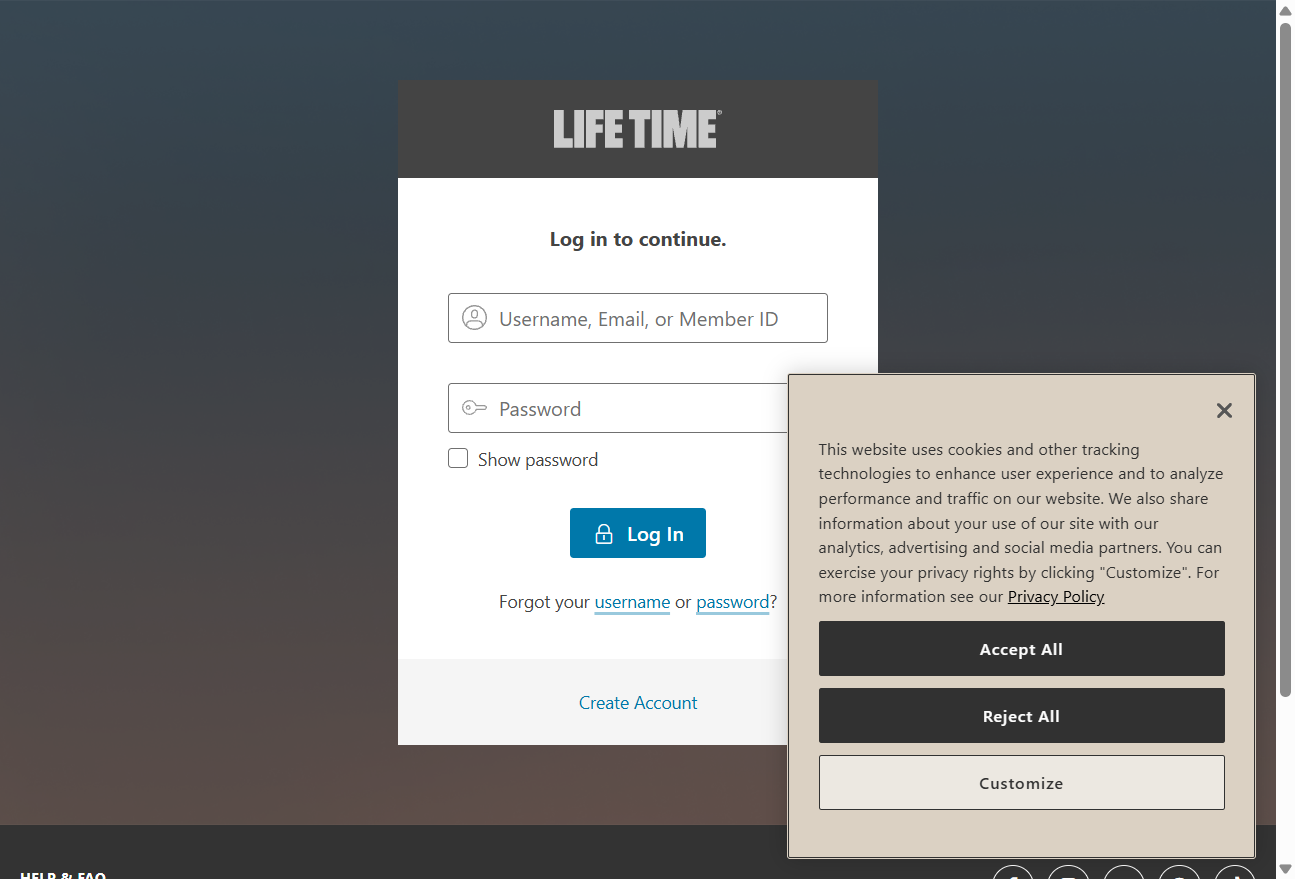 LIFE TIME®
Log in to continue.
Username, Email, or Member ID
Password
Show password
Log In
Forgot your username or password?
Create Account
This website uses cookies and other tracking
technologies to enhance user experience and to analyze
performance and traffic on our website. We also share
information about your use of our site with our
analytics, advertising and social media partners. You can
exercise your privacy rights by clicking "Customize". For
more information see our Privacy Policy
Accept All
Reject All
Customize
HELP & FAQ